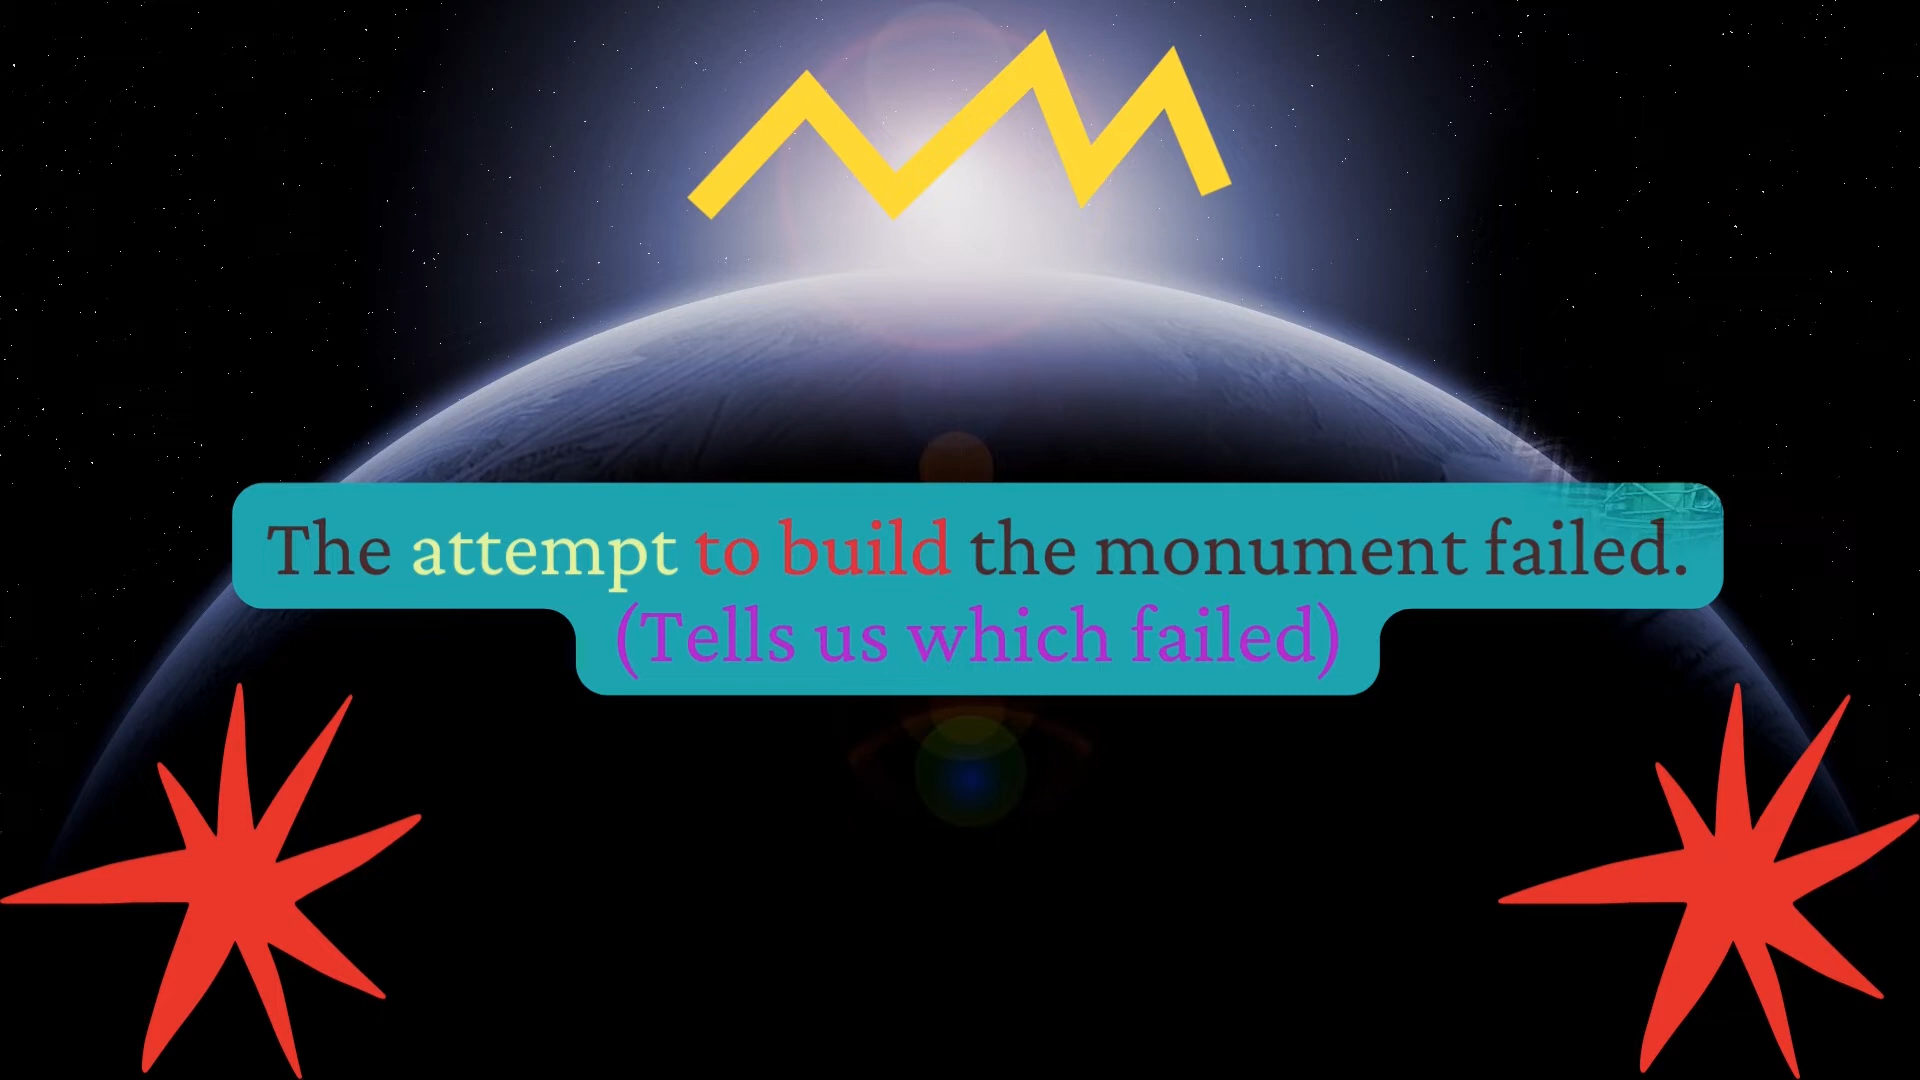 The attempt to build the monument failed.
(Tells us which failed)